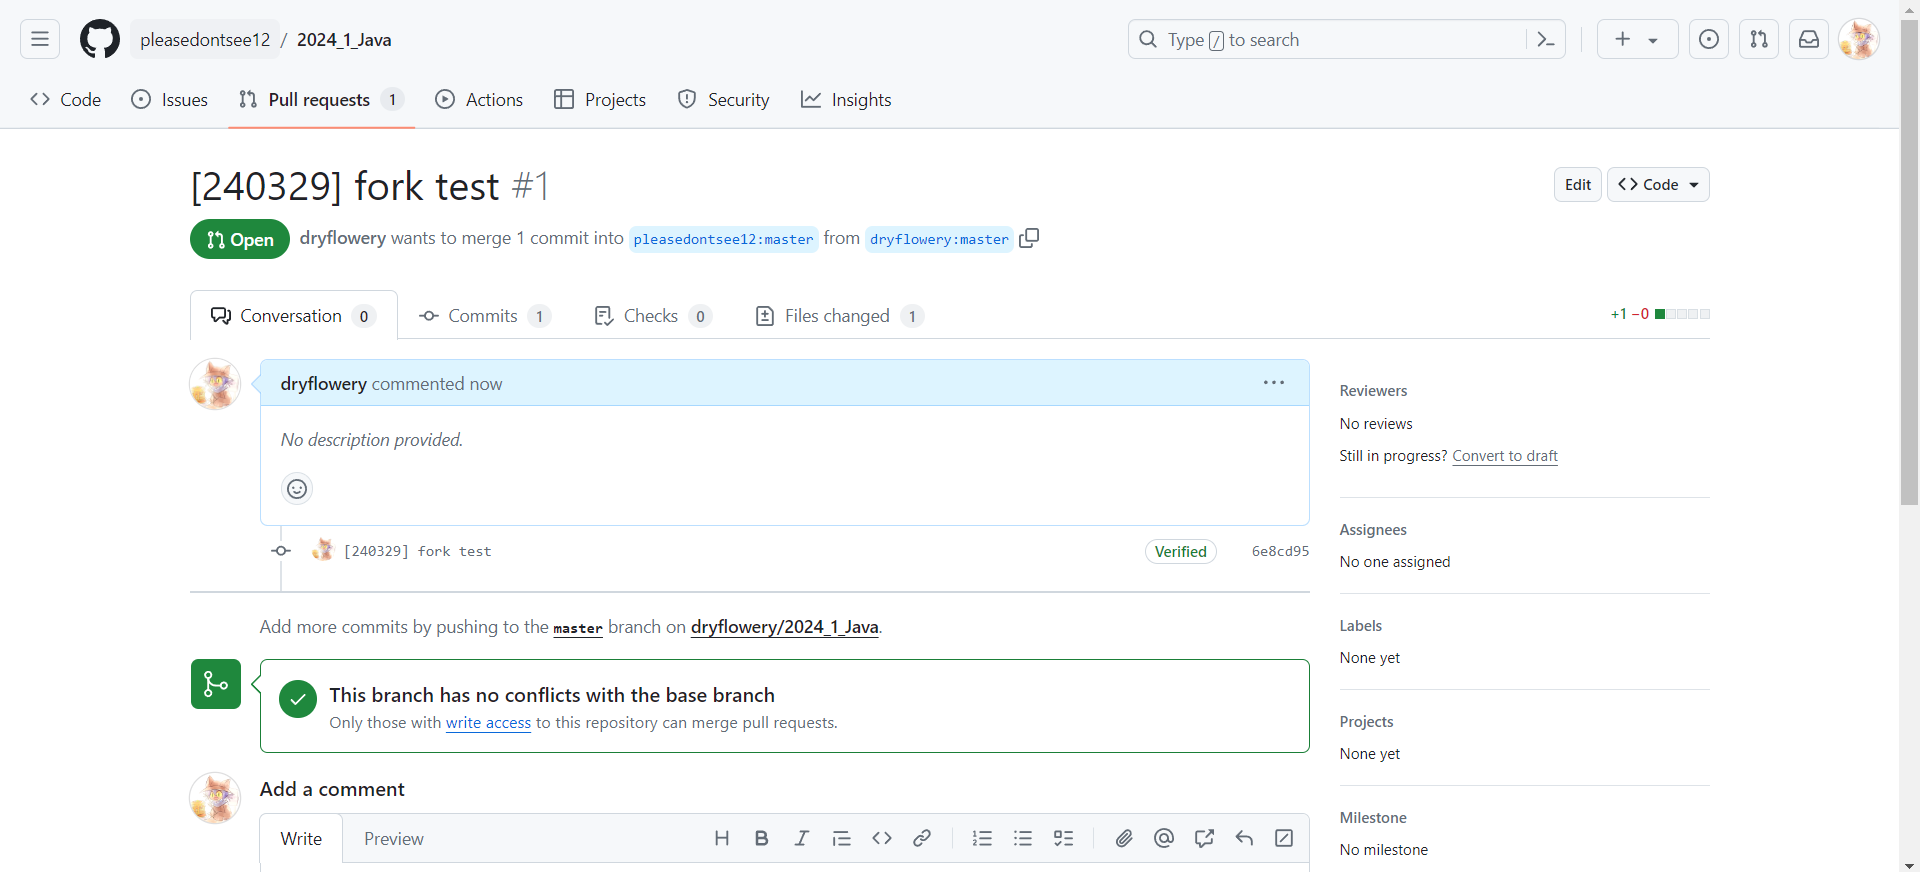 pleasedontsee12 / 2024_1_Java
Type / to search
Code Issues Pull requests 1 Actions Projects Security Insights
[240329] fork test #1
Edit Code
Open dryflowery wants to merge 1 commit into pleasedontsee12:master from dryflowery:master
Conversation 0 Commits 1 Checks 0 Files changed 1
+1 −0
dryflowery commented now
No description provided.
[240329] fork test Verified 6e8cd95
Add more commits by pushing to the master branch on dryflowery/2024_1_Java.
This branch has no conflicts with the base branch
Only those with write access to this repository can merge pull requests.
Add a comment
Write Preview
Reviewers
No reviews
Still in progress? Convert to draft
Assignees
No one assigned
Labels
None yet
Projects
None yet
Milestone
No milestone